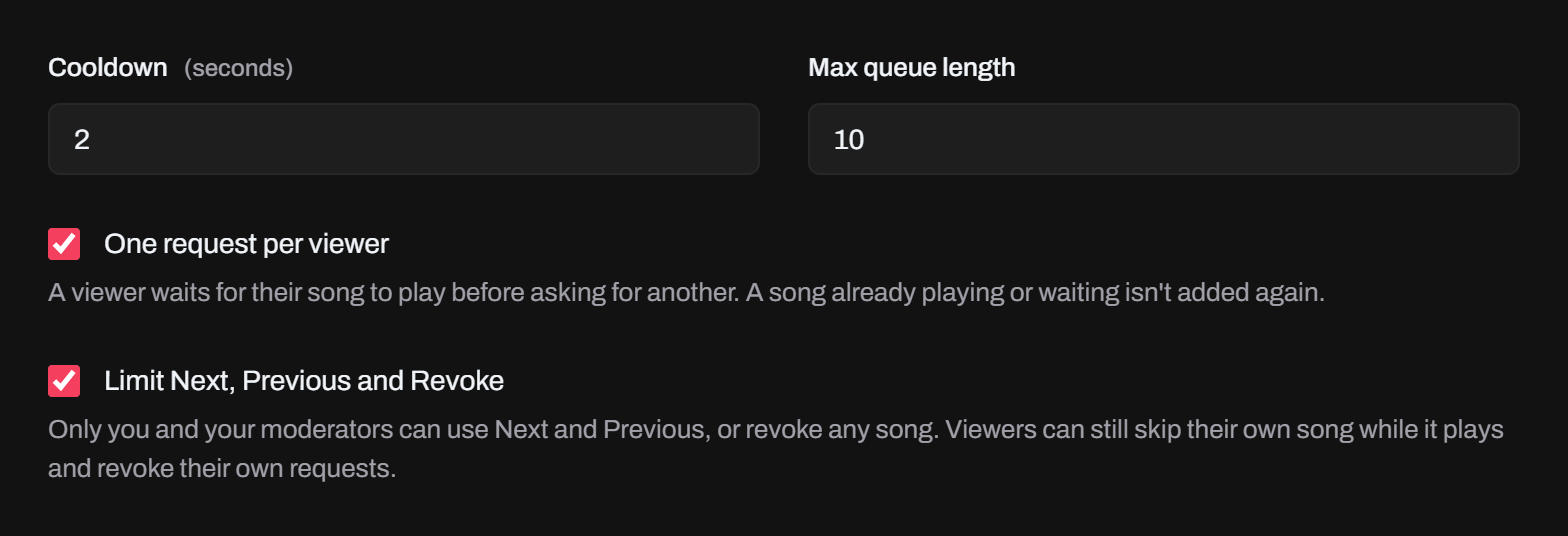 Cooldown (seconds)
Max queue length
2
10
One request per viewer
A viewer waits for their song to play before asking for another. A song already playing or waiting isn't added again.
Limit Next, Previous and Revoke
Only you and your moderators can use Next and Previous, or revoke any song. Viewers can still skip their own song while it plays
and revoke their own requests.